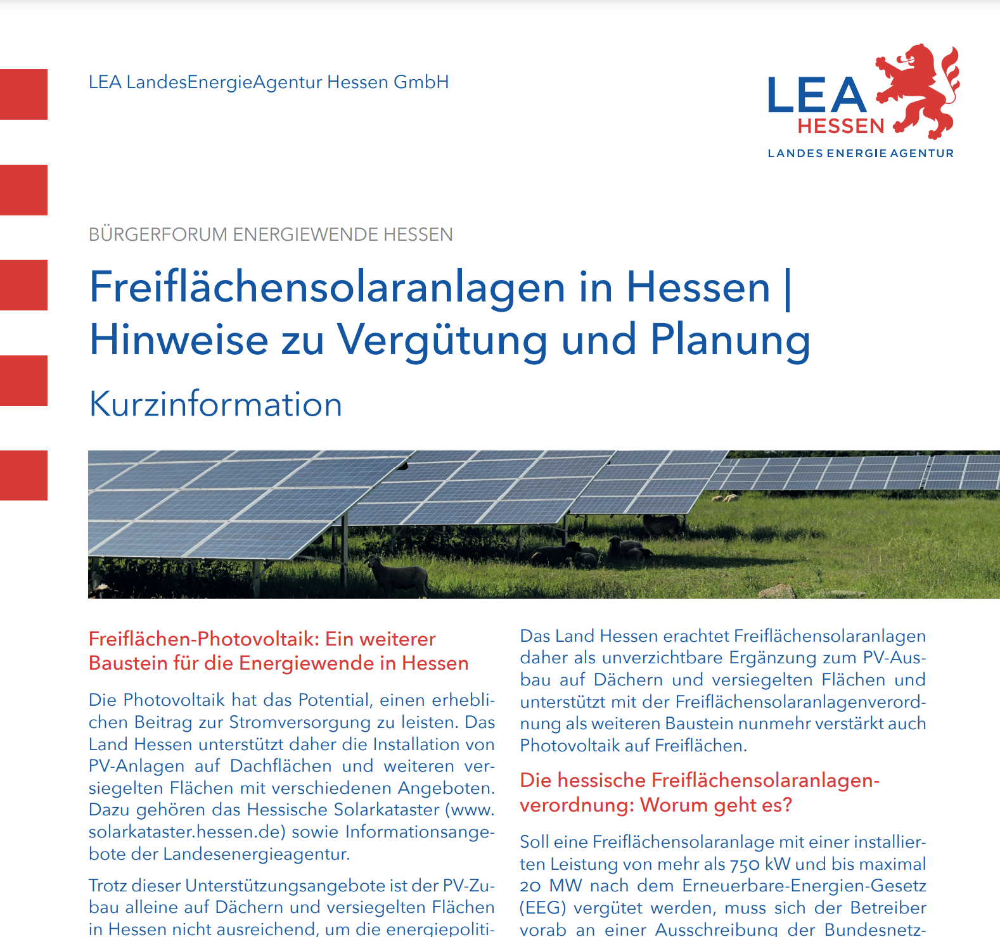 LEA LandesEnergieAgentur Hessen GmbH
LEA
HESSEN
LANDES ENERGIE AGENTUR
BÜRGERFORUM ENERGIEWENDE HESSEN
Freiflächensolaranlagen in Hessen |
Hinweise zu Vergütung und Planung
Kurzinformation
Freiflächen-Photovoltaik: Ein weiterer
Baustein für die Energiewende in Hessen
Die Photovoltaik hat das Potential, einen erhebli-
chen Beitrag zur Stromversorgung zu leisten. Das
Land Hessen unterstützt daher die Installation von
PV-Anlagen auf Dachflächen und weiteren ver-
siegelten Flächen mit verschiedenen Angeboten.
Dazu gehören das Hessische Solarkataster (www.
solarkataster.hessen.de) sowie Informationsange-
bote der Landesenergieagentur.
Trotz dieser Unterstützungsangebote ist der PV-Zu-
bau alleine auf Dächern und versiegelten Flächen
in Hessen nicht ausreichend, um die energiepoliti-
Das Land Hessen erachtet Freiflächensolaranlagen
daher als unverzichtbare Ergänzung zum PV-Aus-
bau auf Dächern und versiegelten Flächen und
unterstützt mit der Freiflächensolaranlagenverord-
nung als weiteren Baustein nunmehr verstärkt auch
Photovoltaik auf Freiflächen.
Die hessische Freiflächensolaranlagen-
verordnung: Worum geht es?
Soll eine Freiflächensolaranlage mit einer installier-
ten Leistung von mehr als 750 kW und bis maximal
20 MW nach dem Erneuerbare-Energien-Gesetz
(EEG) vergütet werden, muss sich der Betreiber
vorab an einer Ausschreibung der Bundesnetz-